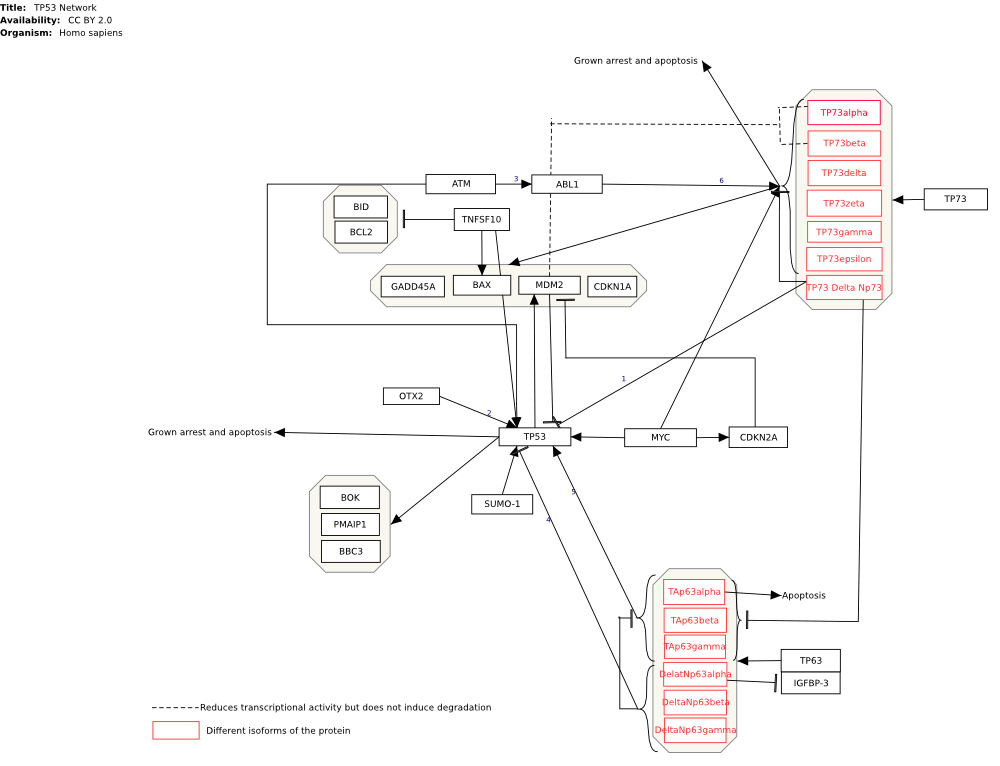 Title: TP53 Network
Availability: CC BY 2.0
Organism: Homo sapiens
Grown arrest and apoptosis
TP73alpha
TP73beta
TP73delta
TP73zeta
TP73gamma
TP73epsilon
TP73 Delta Np73
TP73
ATM
3
ABL1
6
BID
BCL2
TNFSF10
GADD45A
BAX
MDM2
CDKN1A
1
OTX2
2
Grown arrest and apoptosis
TP53
MYC
CDKN2A
BOK
PMAIP1
BBC3
SUMO-1
5
4
TAp63alpha
TAp63beta
TAp63gamma
DelatNp63alpha
DeltaNp63beta
DeltaNp63gamma
Apoptosis
TP63
IGFBP-3
Reduces transcriptional activity but does not induce degradation
Different isoforms of the protein